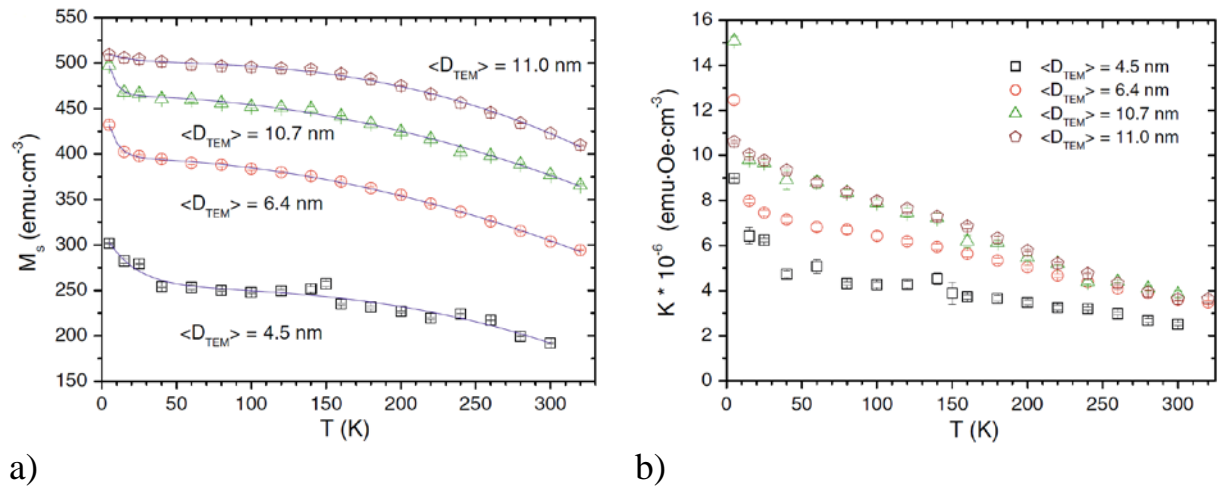 550
500
450
400
350
300
250
200
150
M_s (emu·cm⁻³)
<D_TEM> = 11.0 nm
<D_TEM> = 10.7 nm
<D_TEM> = 6.4 nm
<D_TEM> = 4.5 nm
0 50 100 150 200 250 300
T (K)
a)
16
14
12
10
8
6
4
2
0
K * 10⁻⁶ (emu·Oe·cm⁻³)
<D_TEM> = 4.5 nm
<D_TEM> = 6.4 nm
<D_TEM> = 10.7 nm
<D_TEM> = 11.0 nm
0 50 100 150 200 250 300
T (K)
b)